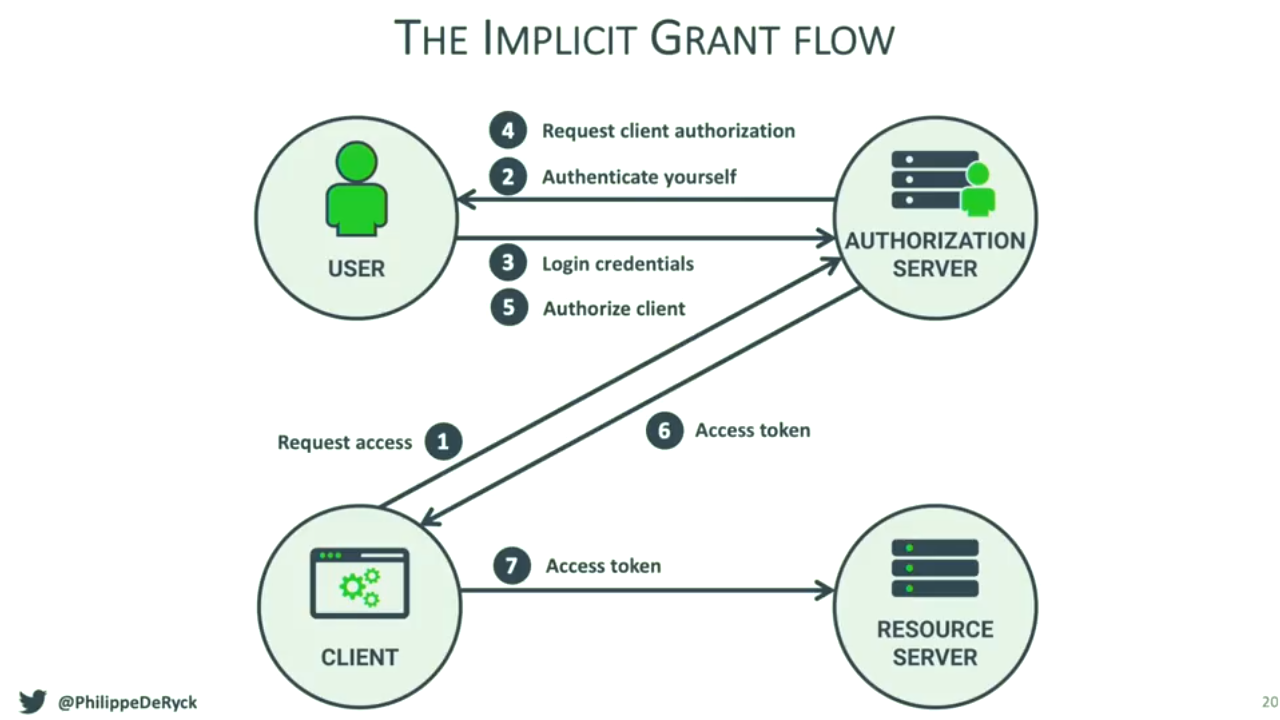 THE IMPLICIT GRANT FLOW
4 Request client authorization
2 Authenticate yourself
USER
AUTHORIZATION
SERVER
3 Login credentials
5 Authorize client
Request access 1
6 Access token
7 Access token
CLIENT
RESOURCE
SERVER
@PhilippeDeRyck
20